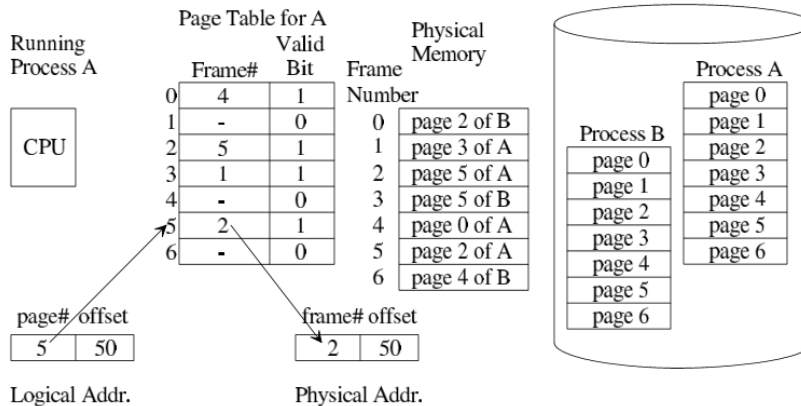 Page Table for A
Running
Process A
CPU
Frame#
Valid
Bit
0 4 1
1 - 0
2 5 1
3 1 1
4 - 0
5 2 1
6 - 0
Physical
Memory
Frame
Number
0 page 2 of B
1 page 3 of A
2 page 5 of A
3 page 5 of B
4 page 0 of A
5 page 2 of A
6 page 4 of B
Process B
page 0
page 1
page 2
page 3
page 4
page 5
page 6
Process A
page 0
page 1
page 2
page 3
page 4
page 5
page 6
page# offset
5 50
Logical Addr.
frame# offset
2 50
Physical Addr.